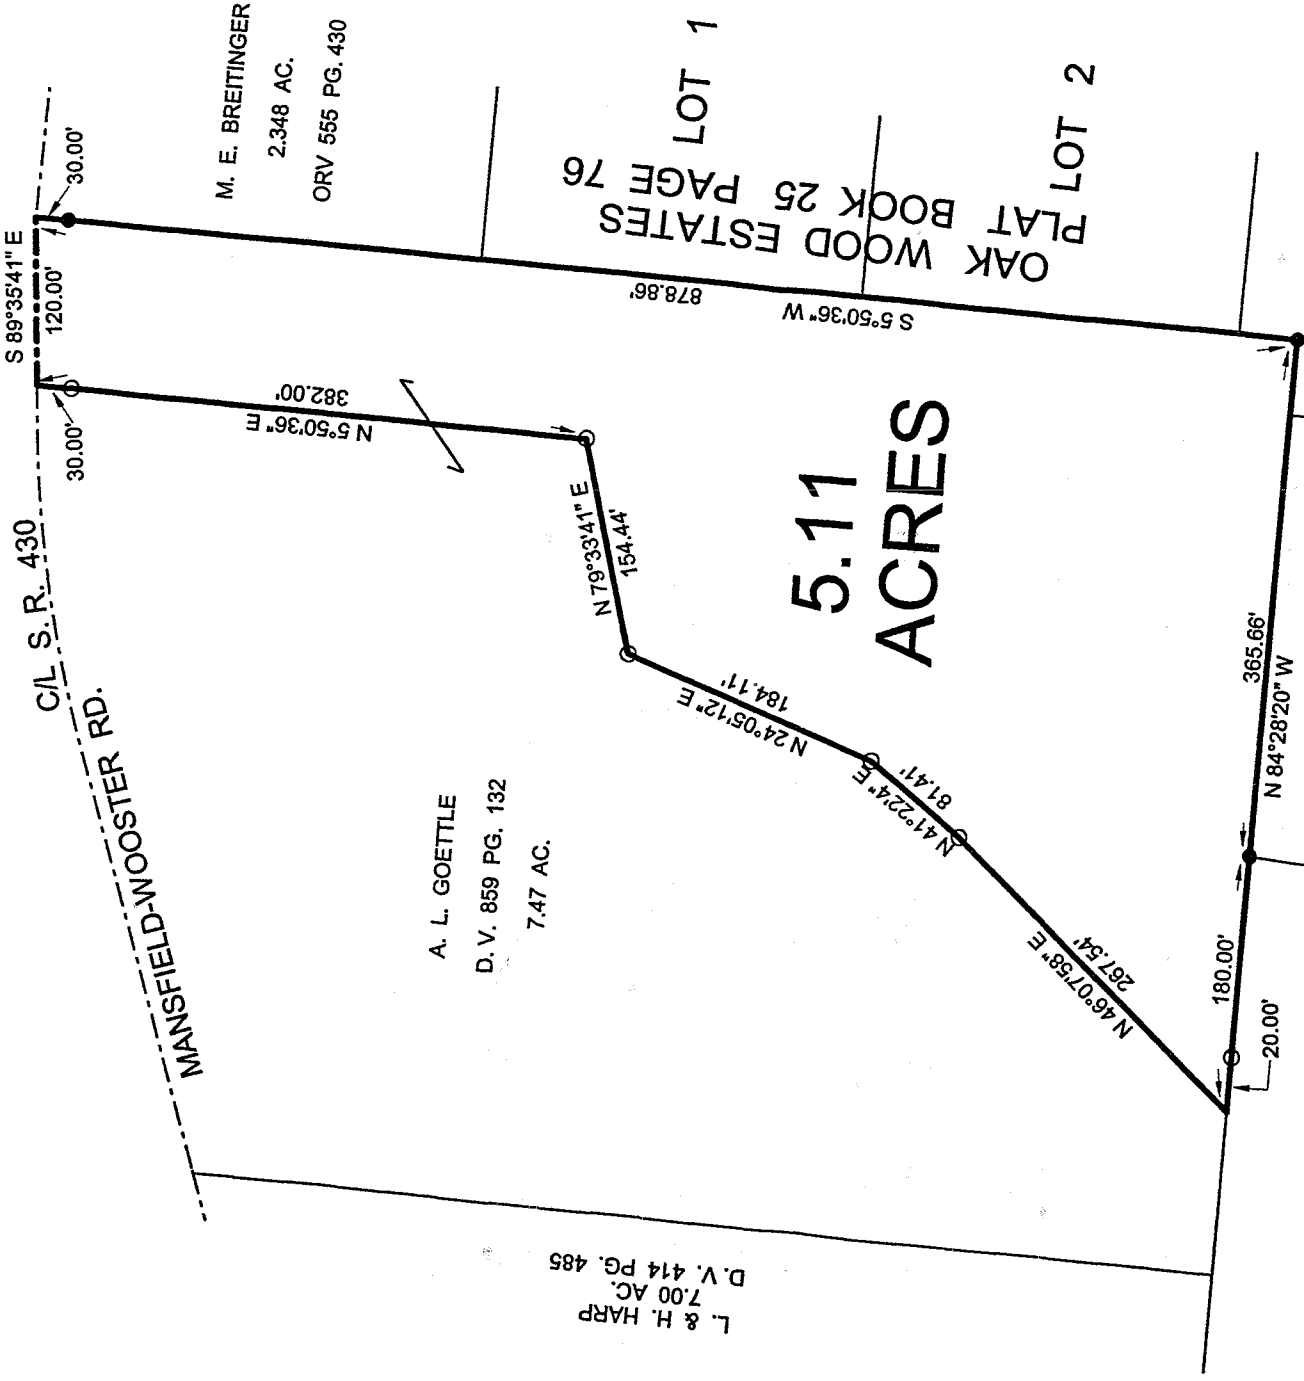 M. E. BREITINGER
2.348 AC.
ORV 555 PG. 430
30.00'
S 89°35'41" E
120.00'
30.00'
C/L S. R. 430
MANSFIELD-WOOSTER RD.
N 5°50'36" E
382.00'
S 5°50'36" W
878.86'
LOT 1
OAK WOOD ESTATES
PLAT BOOK 25 PAGE 76
LOT 2
N 79°33'41" E
154.44'
N 24°05'12" E
184.11'
N 41°22'4" E
81.41'
N 46°07'58" E
267.54'
5.11
ACRES
A. L. GOETTLE
D. V. 859 PG. 132
7.47 AC.
365.66'
N 84°28'20" W
180.00'
20.00'
L. & H. HARP
7.00 AC.
D.V. 414 PG. 485